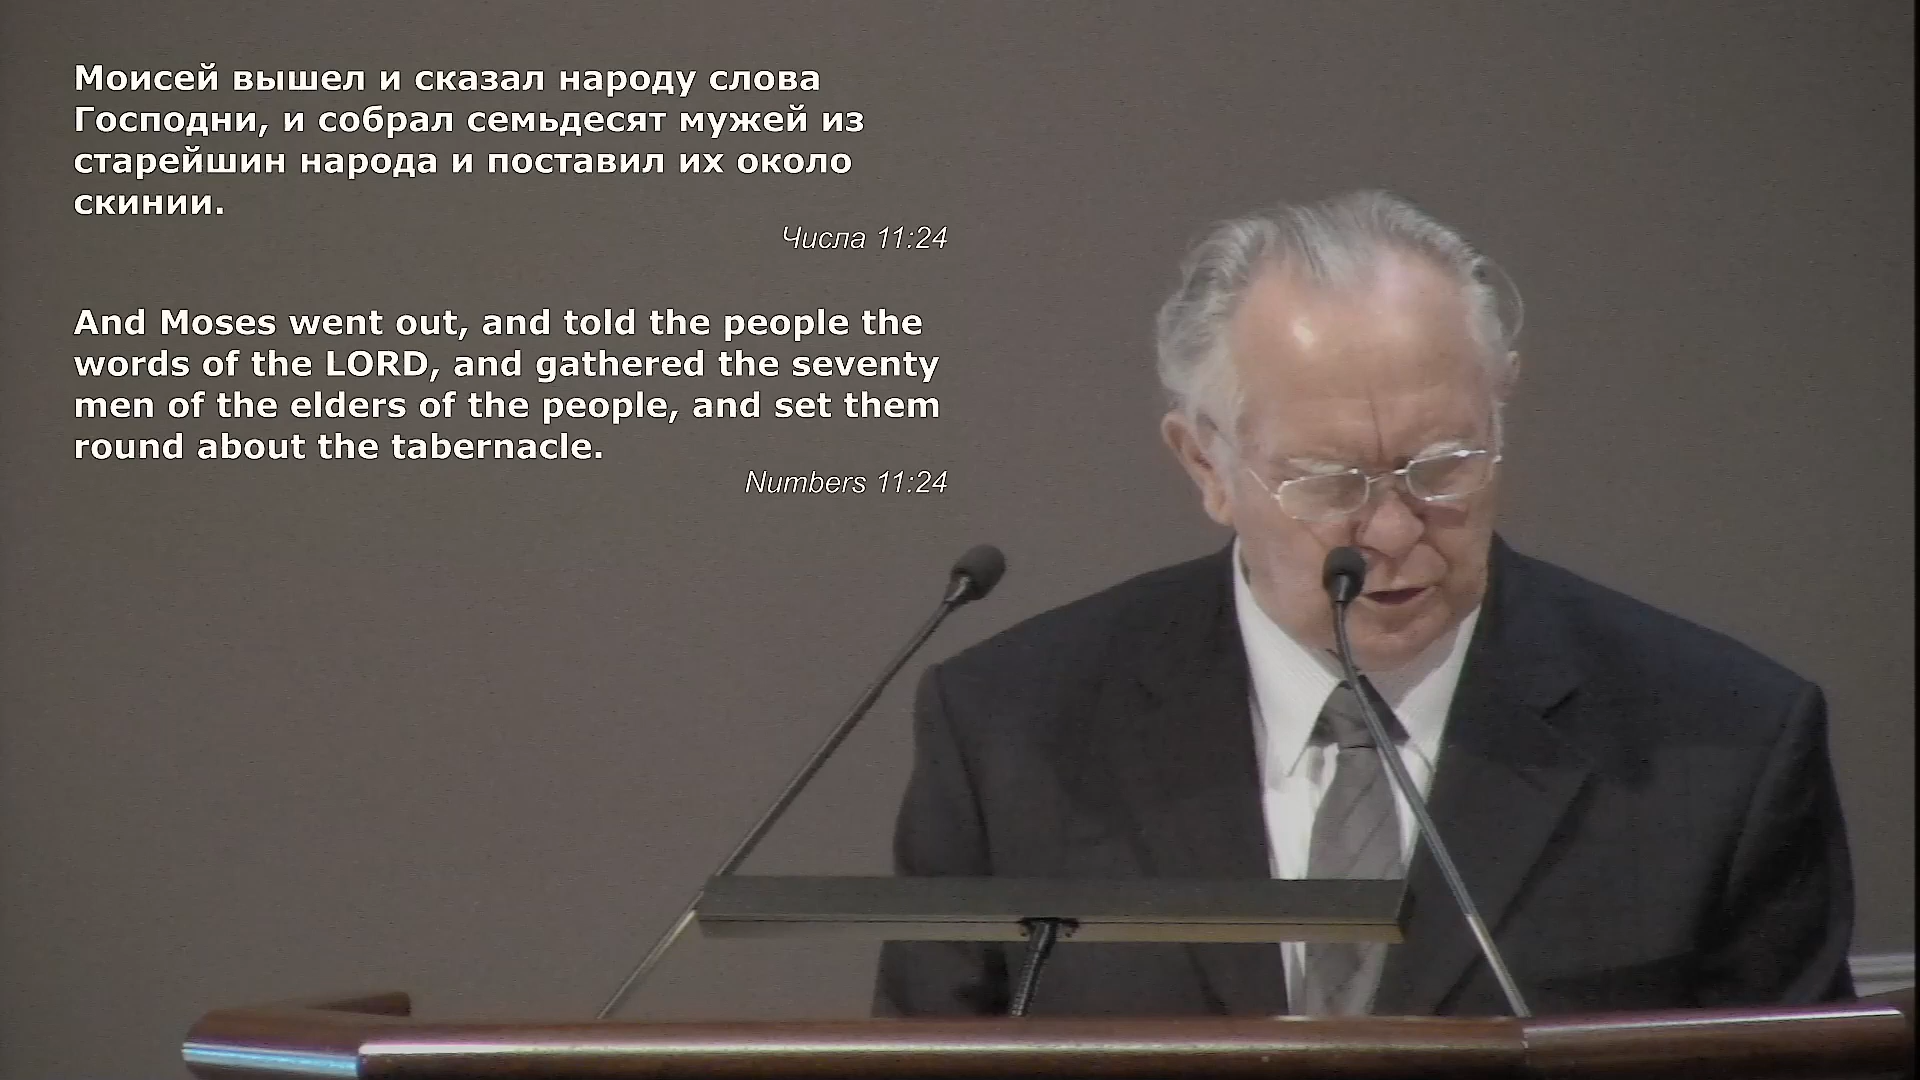 Моисей вышел и сказал народу слова
Господни, и собрал семьдесят мужей из
старейшин народа и поставил их около
скинии.
Числа 11:24
And Moses went out, and told the people the
words of the LORD, and gathered the seventy
men of the elders of the people, and set them
round about the tabernacle.
Numbers 11:24